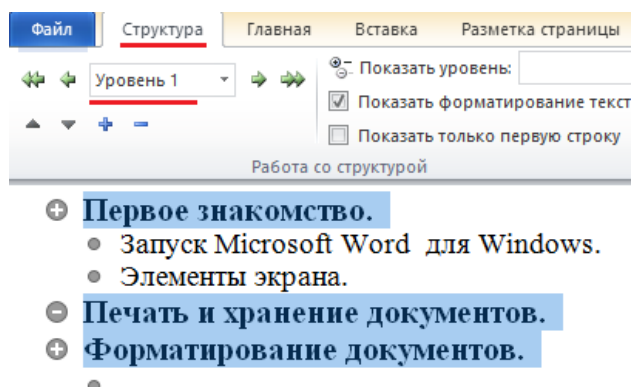 Файл Структура Главная Вставка Разметка страницы
Уровень 1 Показать уровень:
Показать форматирование текст
Показать только первую строку
Работа со структурой
Первое знакомство.
Запуск Microsoft Word для Windows.
Элементы экрана.
Печать и хранение документов.
Форматирование документов.